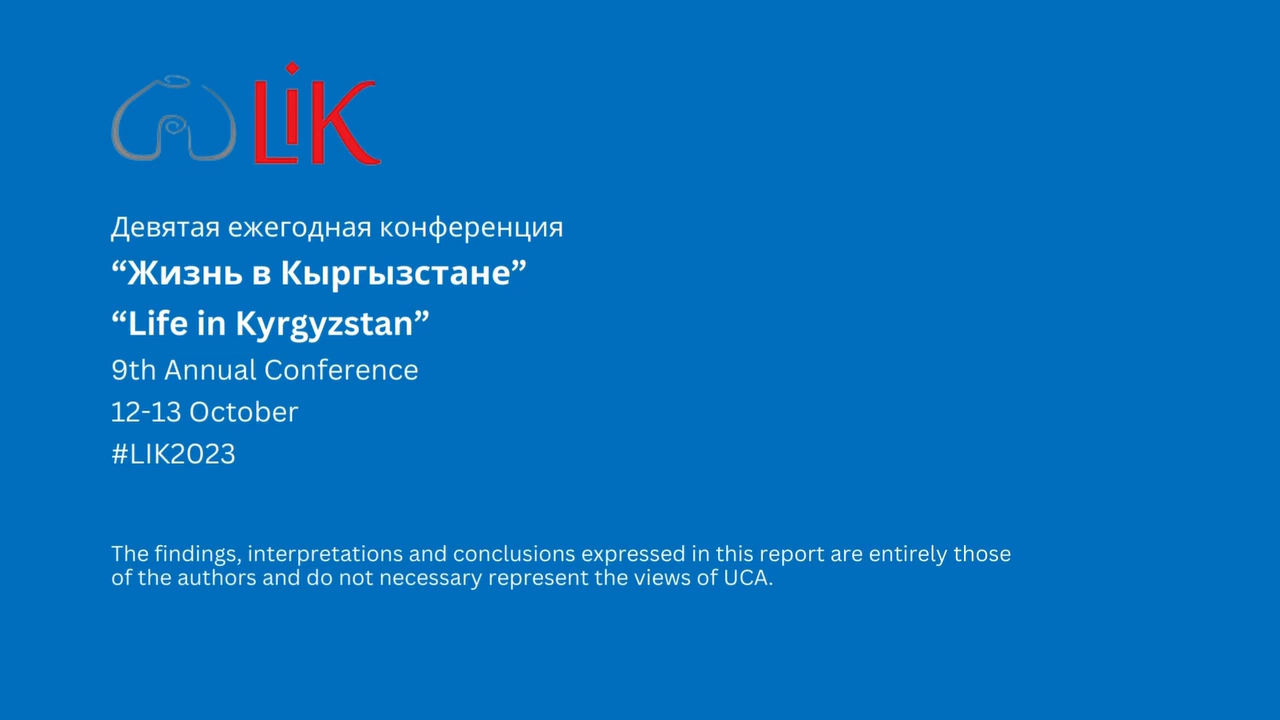 LiK
Девятая ежегодная конференция
“Жизнь в Кыргызстане”
“Life in Kyrgyzstan”
9th Annual Conference
12-13 October
#LIK2023
The findings, interpretations and conclusions expressed in this report are entirely those
of the authors and do not necessary represent the views of UCA.